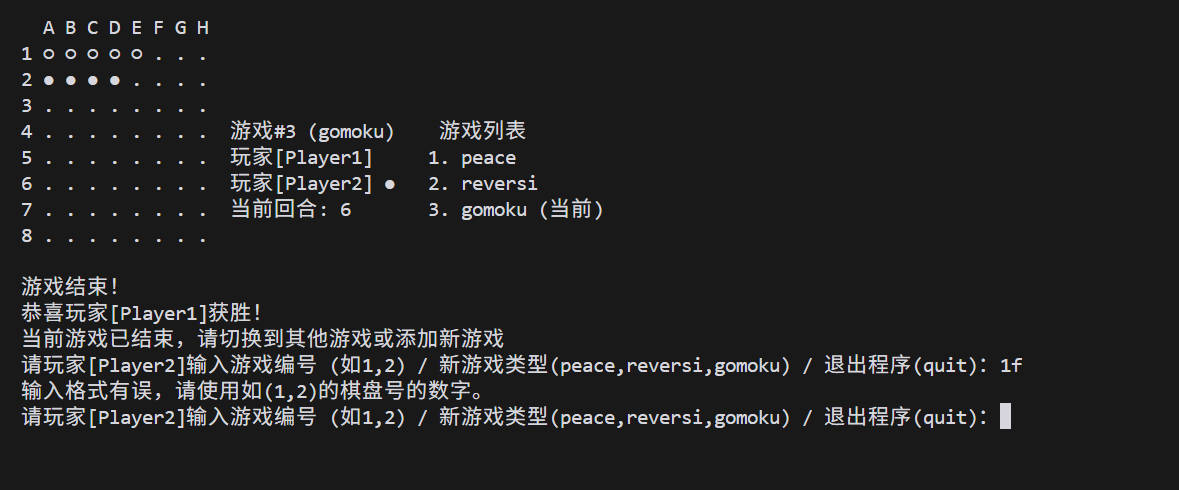 A B C D E F G H
1 ○ ○ ○ ○ ○ . . .
2 ● ● ● ● . . . .
3 . . . . . . . .
4 . . . . . . . .  游戏#3 (gomoku)    游戏列表
5 . . . . . . . .  玩家[Player1]     1. peace
6 . . . . . . . .  玩家[Player2] ●   2. reversi
7 . . . . . . . .  当前回合: 6       3. gomoku (当前)
8 . . . . . . . .
游戏结束!
恭喜玩家[Player1]获胜!
当前游戏已结束，请切换到其他游戏或添加新游戏
请玩家[Player2]输入游戏编号 (如1,2) / 新游戏类型(peace,reversi,gomoku) / 退出程序(quit): 1f
输入格式有误，请使用如(1,2)的棋盘号的数字。
请玩家[Player2]输入游戏编号 (如1,2) / 新游戏类型(peace,reversi,gomoku) / 退出程序(quit):